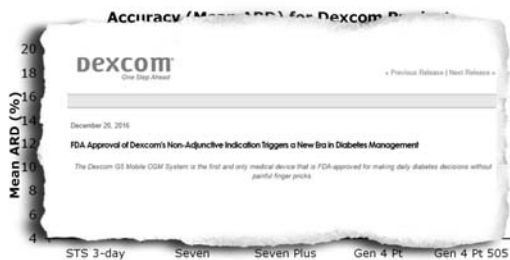 Accuracy (Mean ARD) for Dexcom
20
18
16
14
10
8
6
4
Mean ARD (%)
Dexcom
One Step Ahead
« Previous Release | Next Release »
December 20, 2016
FDA Approval of Dexcom's Non-Adjunctive Indication Triggers a New Era in Diabetes Management
The Dexcom G5 Mobile CGM System is the first and only medical device that is FDA-approved for making daily diabetes decisions without
painful finger pricks.
STS 3-day Seven Seven Plus Gen 4 Pt Gen 4 Pt 505